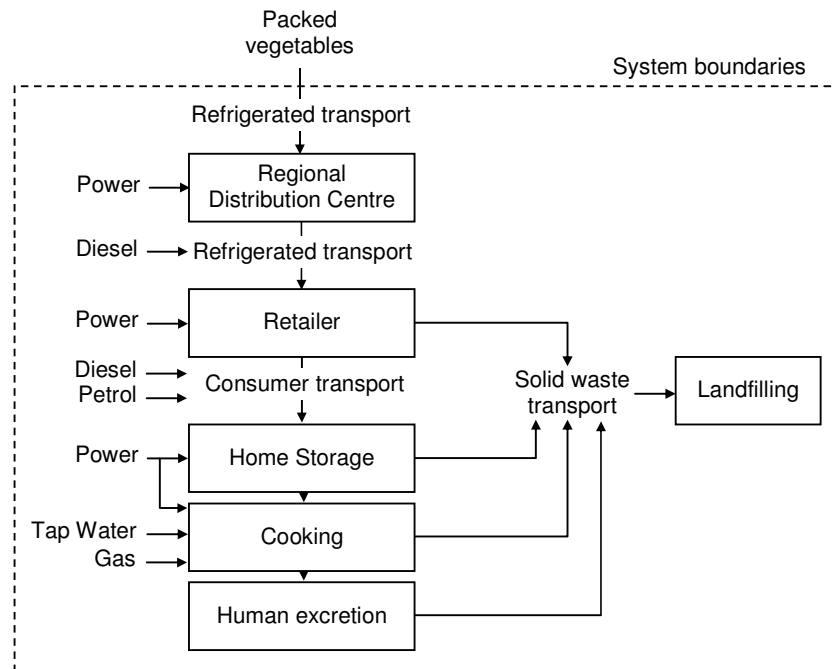 Packed
vegetables
System boundaries
Refrigerated transport
Regional
Distribution Centre
Power
Diesel
Refrigerated transport
Power
Retailer
Diesel
Petrol
Consumer transport
Solid waste
transport
Landfilling
Power
Home Storage
Tap Water
Gas
Cooking
Human excretion